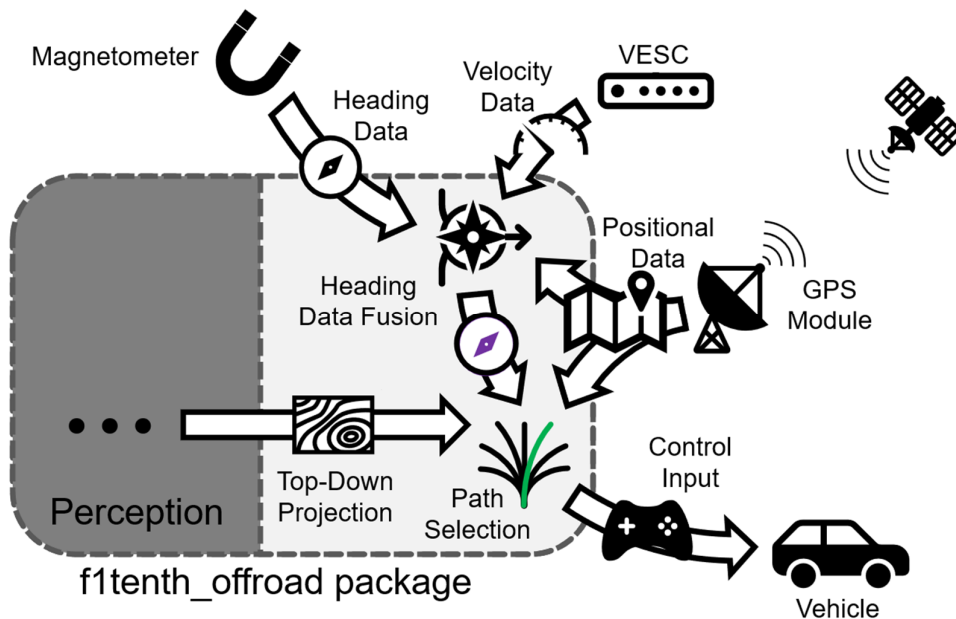 Magnetometer
Heading
Data
Velocity
Data
VESC
Positional
Data
GPS
Module
Heading
Data Fusion
Top-Down
Projection
Path
Selection
Control
Input
Perception
f1tenth_offroad package
Vehicle